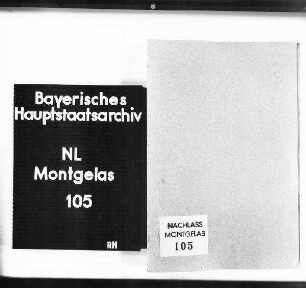 Bayerisches
Hauptstaatsarchiv
NL
Montgelas
105
RH
NACHLASS
MONTGELAS
105